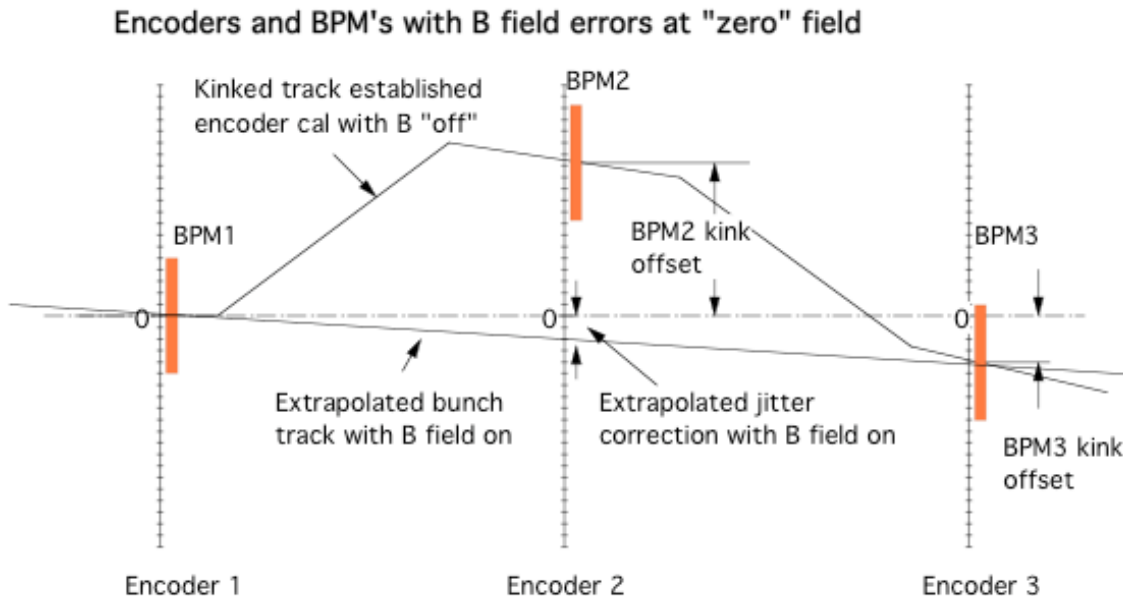 Encoders and BPM's with B field errors at "zero" field
BPM2
Kinked track established
encoder cal with B "off"
BPM1
BPM2 kink
offset
BPM3
0
0
0
Extrapolated bunch
track with B field on
Extrapolated jitter
correction with B field on
BPM3 kink
offset
Encoder 1
Encoder 2
Encoder 3